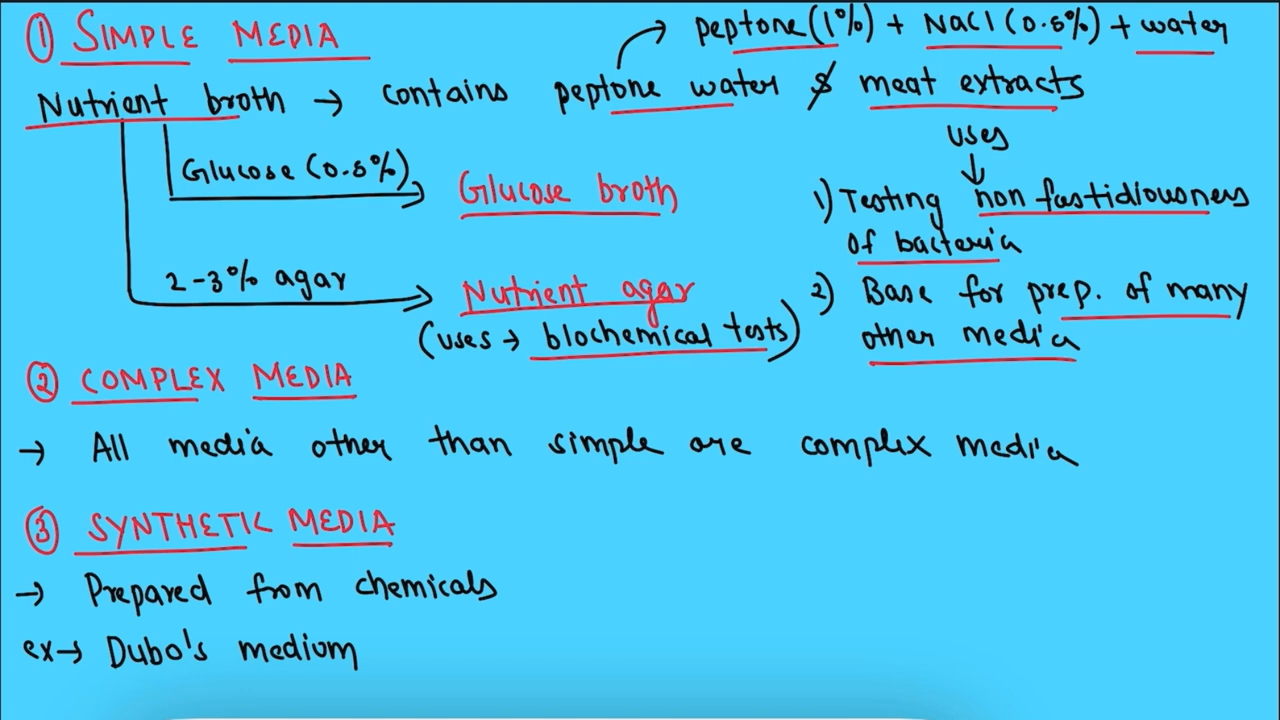 ① SIMPLE MEDIA
peptone (1%) + NaCl (0.5%) + water
Nutrient broth → contains peptone water & meat extracts
Glucose (0.5%)
Glucose broth
2-3% agar
Nutrient agar
(uses → biochemical tests)
uses
1) Testing non fastidiousness
of bacteria
2) Base for prep. of many
other media
② COMPLEX MEDIA
→ All media other than simple are complex media
③ SYNTHETIC MEDIA
→ Prepared from chemicals
ex→ Dubo's medium